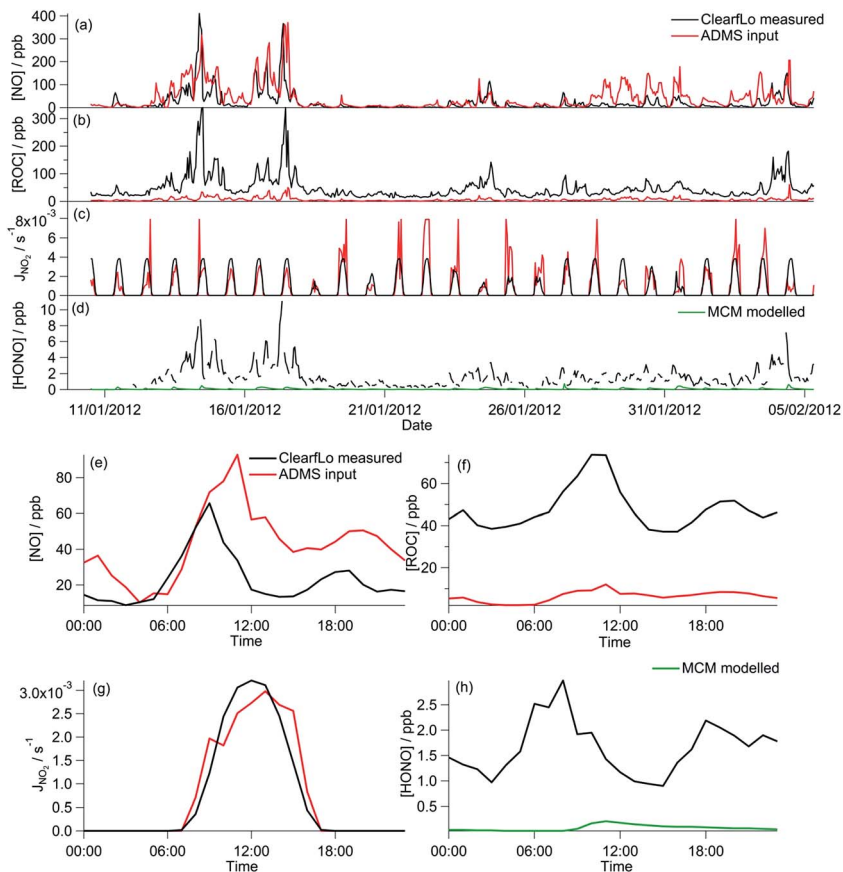 (a)
ClearfLo measured
ADMS input
[NO] / ppb
400
300
200
100
0
(b)
[ROC] / ppb
300
200
100
0
(c)
J_NO₂ / s⁻¹
8x10⁻³
6
4
2
0
(d)
MCM modelled
[HONO] / ppb
10
8
6
4
2
0
11/01/2012 16/01/2012 21/01/2012 26/01/2012 31/01/2012 05/02/2012
Date
(e)
ClearfLo measured
ADMS input
[NO] / ppb
80
60
40
20
00:00 06:00 12:00 18:00
Time
(f)
[ROC] / ppb
60
40
20
00:00 06:00 12:00 18:00
Time
(g)
J_NO₂ / s⁻¹
3.0x10⁻³
2.5
2.0
1.5
1.0
0.5
0.0
00:00 06:00 12:00 18:00
Time
MCM modelled
(h)
[HONO] / ppb
2.5
2.0
1.5
1.0
0.5
00:00 06:00 12:00 18:00
Time